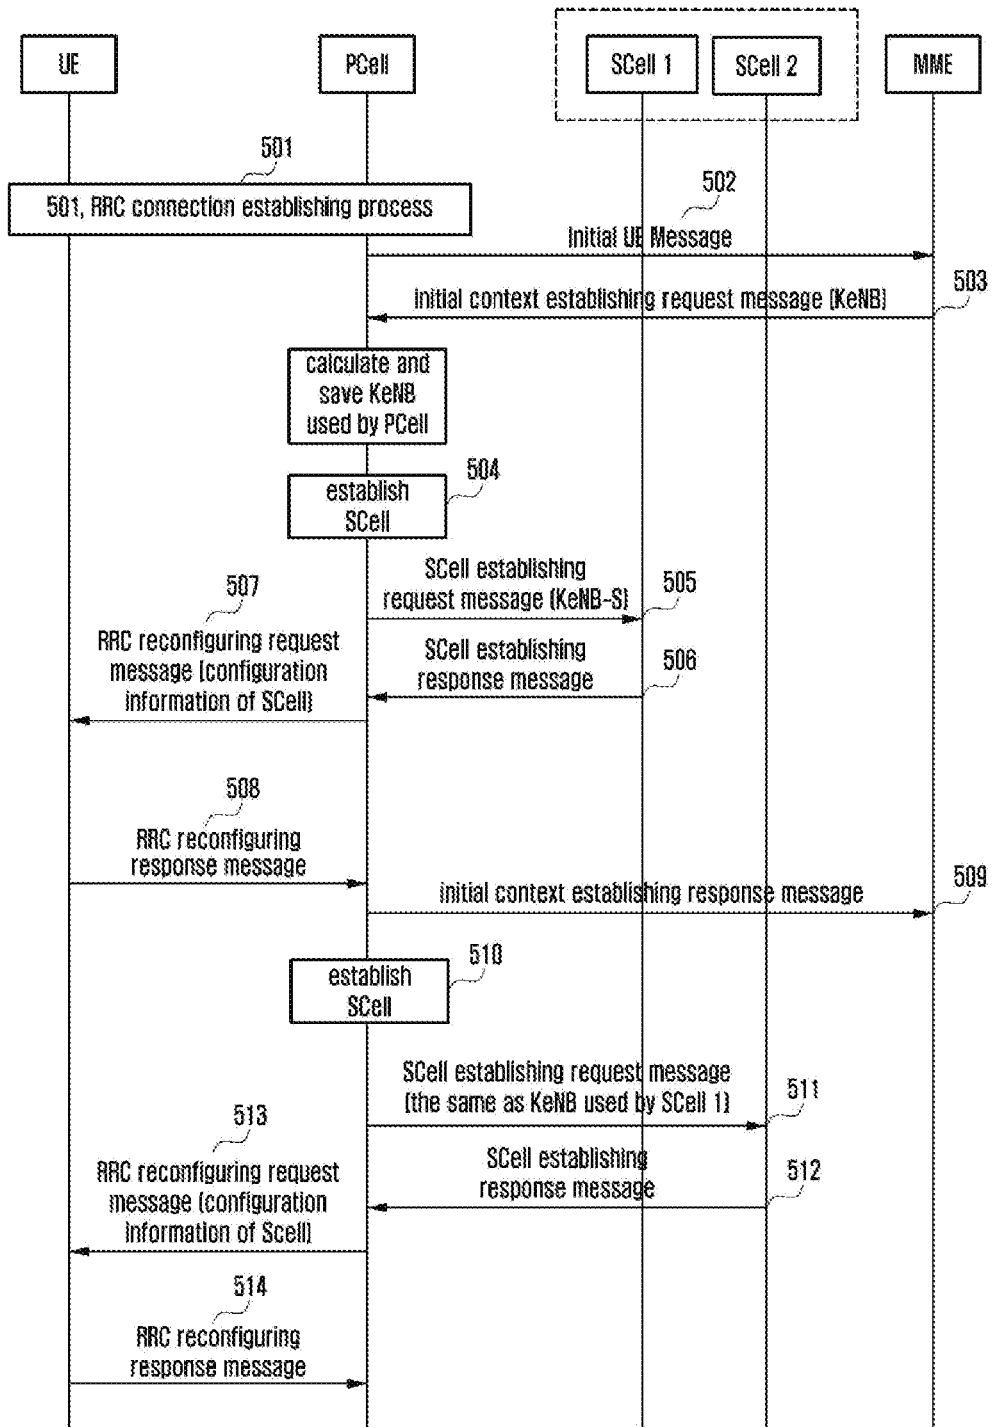 UE
PCell
SCell 1
SCell 2
MME
501
501, RRC connection establishing process
502
Initial UE Message
503
initial context establishing request message (KeNB)
calculate and
save KeNB
used by PCell
504
establish
SCell
SCell establishing
request message (KeNB-S)
505
507
RRC reconfiguring request
message (configuration
information of SCell)
SCell establishing
response message
506
508
RRC reconfiguring
response message
initial context establishing response message
509
510
establish
SCell
SCell establishing request message
(the same as KeNB used by SCell 1)
511
513
RRC reconfiguring request
message (configuration
information of Scell)
SCell establishing
response message
512
514
RRC reconfiguring
response message